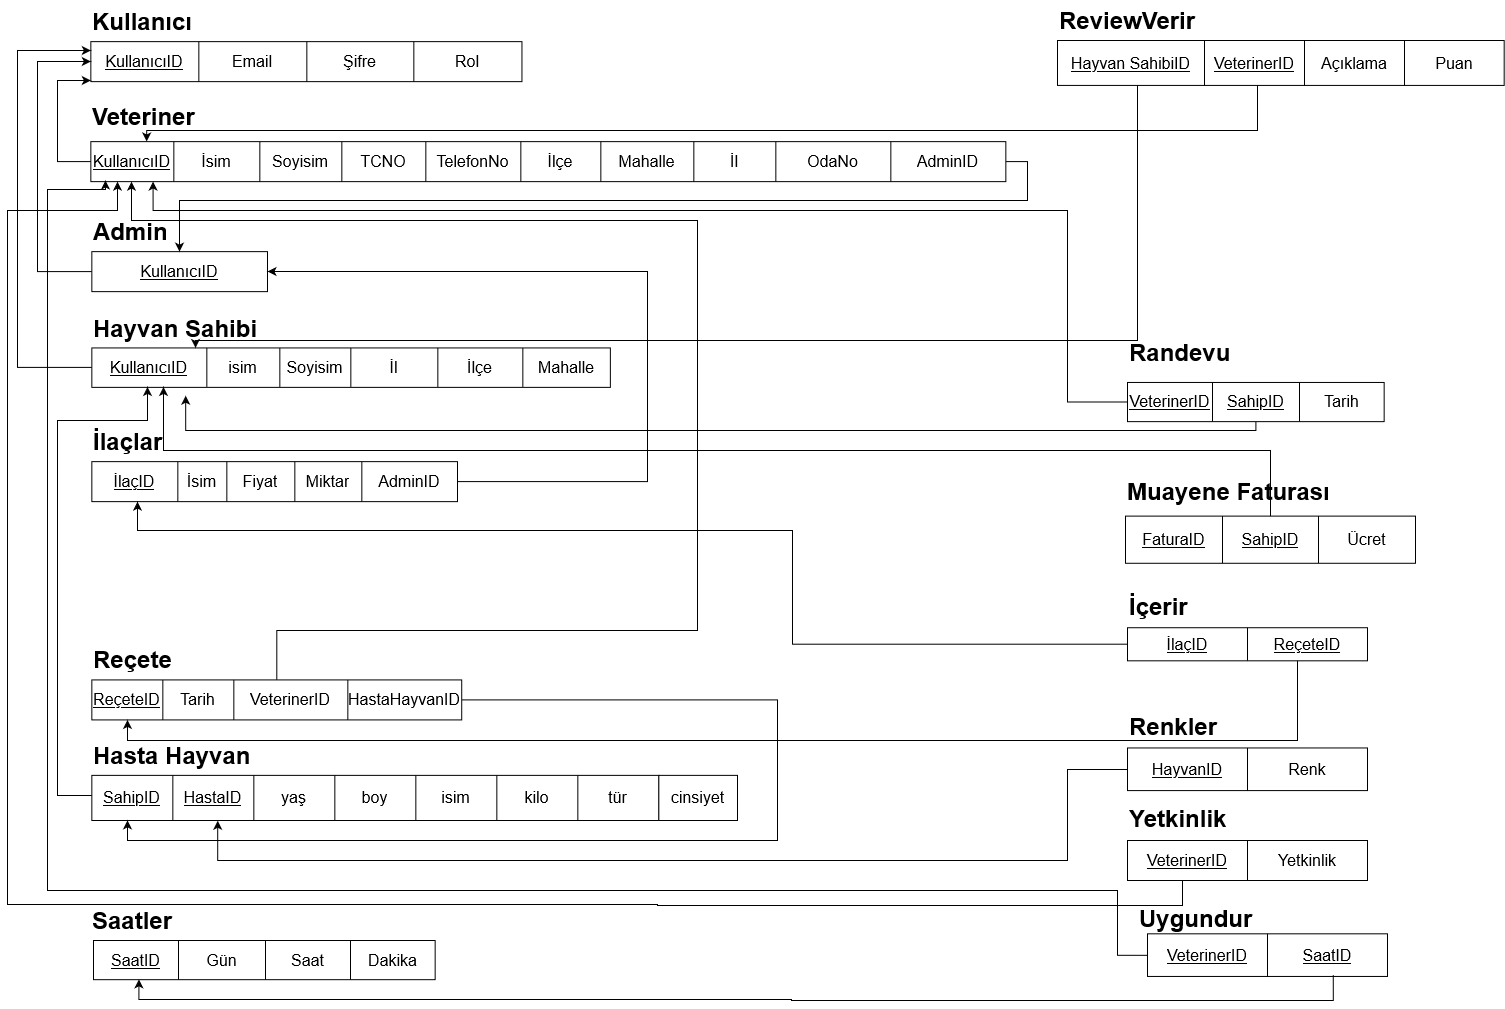 Kullanıcı
KullanıcıID Email Şifre Rol
Veteriner
KullanıcıID İsim Soyisim TCNO TelefonNo İlçe Mahalle İl OdaNo AdminID
Admin
KullanıcıID
Hayvan Sahibi
KullanıcıID isim Soyisim İl İlçe Mahalle
İlaçlar
İlaçID İsim Fiyat Miktar AdminID
Reçete
ReçeteID Tarih VeterinerID HastaHayvanID
Hasta Hayvan
SahipID HastaID yaş boy isim kilo tür cinsiyet
Saatler
SaatID Gün Saat Dakika
ReviewVerir
Hayvan SahibiID VeterinerID Açıklama Puan
Randevu
VeterinerID SahipID Tarih
Muayene Faturası
FaturaID SahipID Ücret
İçerir
İlaçID ReçeteID
Renkler
HayvanID Renk
Yetkinlik
VeterinerID Yetkinlik
Uygundur
VeterinerID SaatID